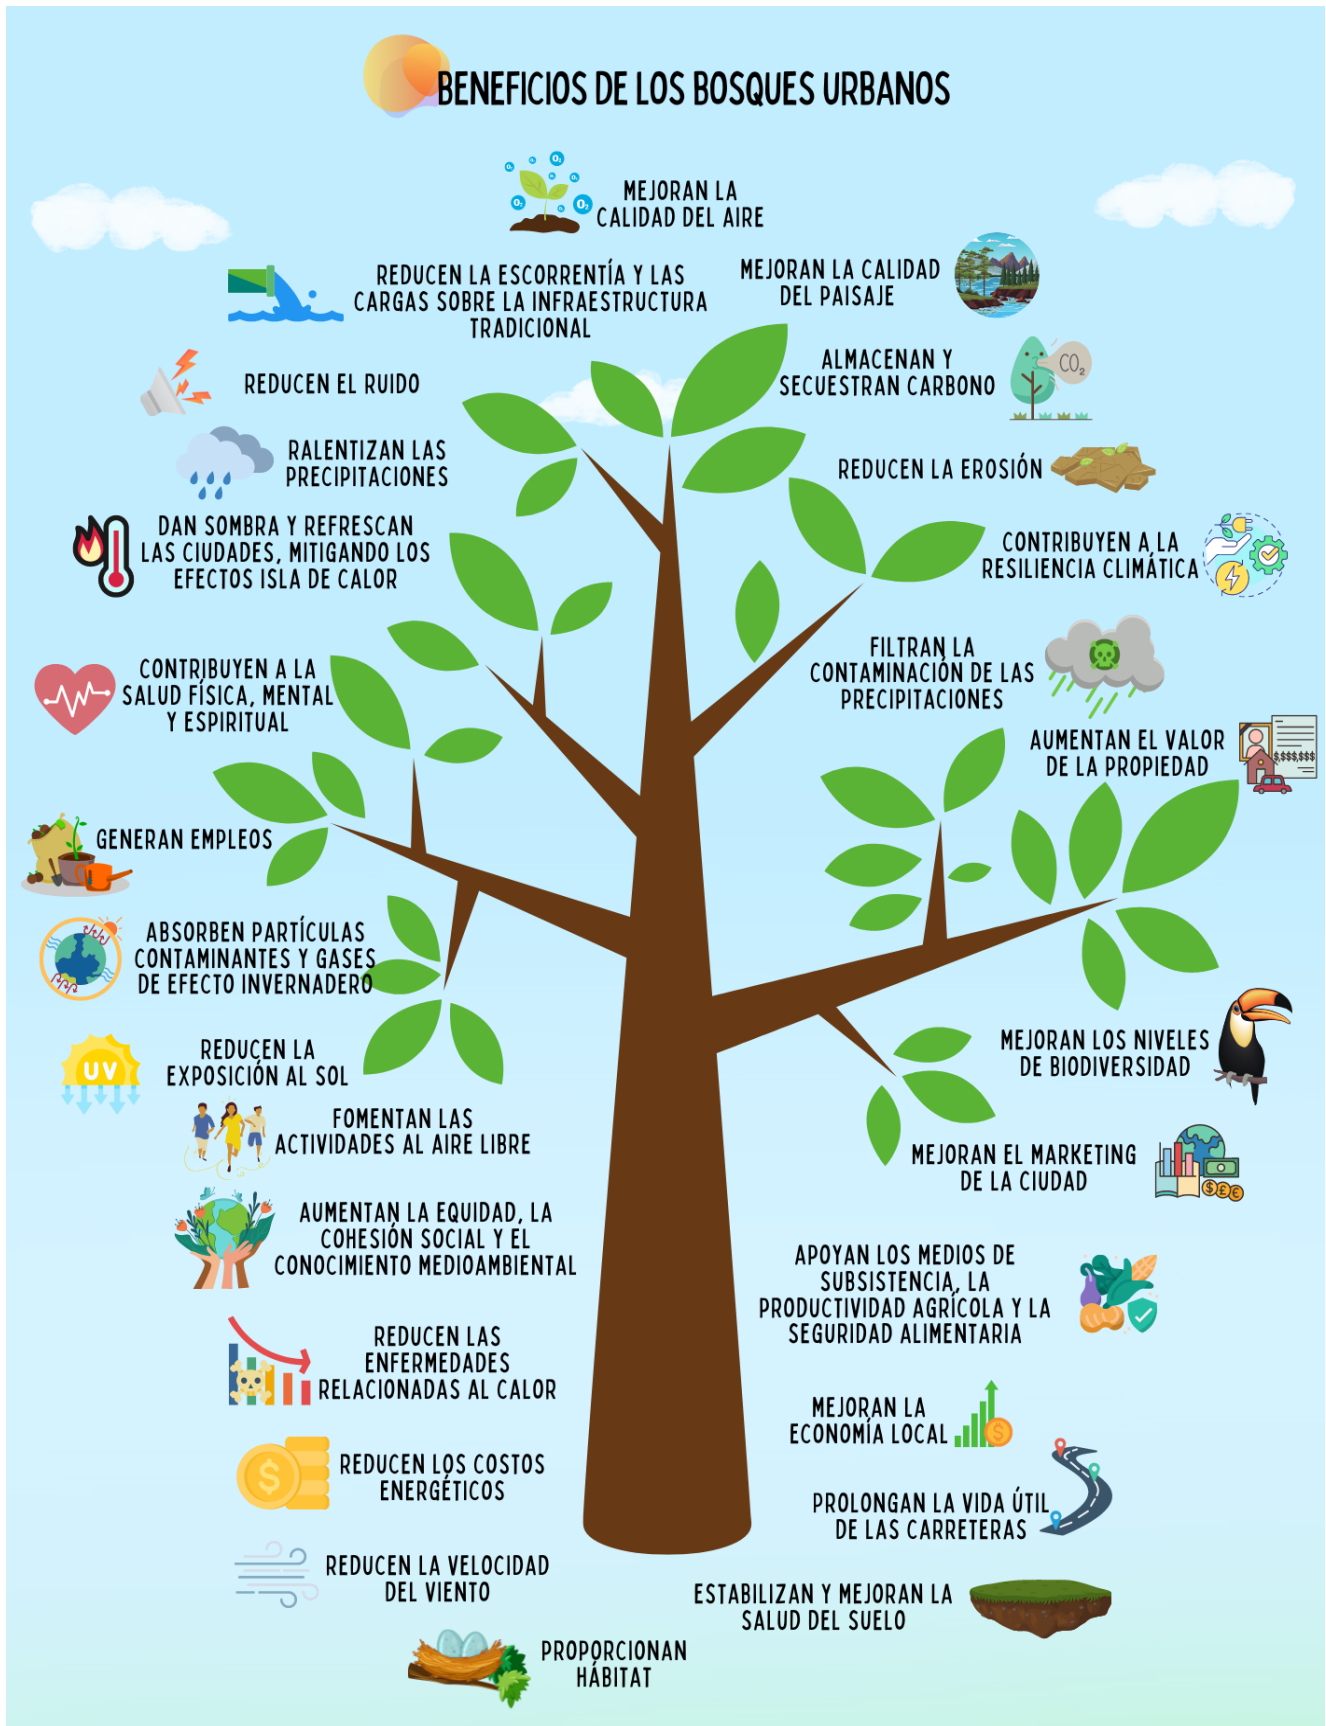 BENEFICIOS DE LOS BOSQUES URBANOS
MEJORAN LA
CALIDAD DEL AIRE
REDUCEN LA ESCORRENTÍA Y LAS
CARGAS SOBRE LA INFRAESTRUCTURA
TRADICIONAL
MEJORAN LA CALIDAD
DEL PAISAJE
REDUCEN EL RUIDO
ALMACENAN Y
SECUESTRAN CARBONO
CO2
RALENTIZAN LAS
PRECIPITACIONES
REDUCEN LA EROSIÓN
DAN SOMBRA Y REFRESCAN
LAS CIUDADES, MITIGANDO LOS
EFECTOS ISLA DE CALOR
CONTRIBUYEN A LA
RESILIENCIA CLIMÁTICA
CONTRIBUYEN A LA
SALUD FÍSICA, MENTAL
Y ESPIRITUAL
FILTRAN LA
CONTAMINACIÓN DE LAS
PRECIPITACIONES
AUMENTAN EL VALOR
DE LA PROPIEDAD
$,$$$,$$$
GENERAN EMPLEOS
ABSORBEN PARTÍCULAS
CONTAMINANTES Y GASES
DE EFECTO INVERNADERO
MEJORAN LOS NIVELES
DE BIODIVERSIDAD
UV
REDUCEN LA
EXPOSICIÓN AL SOL
FOMENTAN LAS
ACTIVIDADES AL AIRE LIBRE
MEJORAN EL MARKETING
DE LA CIUDAD
AUMENTAN LA EQUIDAD, LA
COHESIÓN SOCIAL Y EL
CONOCIMIENTO MEDIOAMBIENTAL
APOYAN LOS MEDIOS DE
SUBSISTENCIA, LA
PRODUCTIVIDAD AGRÍCOLA Y LA
SEGURIDAD ALIMENTARIA
REDUCEN LAS
ENFERMEDADES
RELACIONADAS AL CALOR
MEJORAN LA
ECONOMÍA LOCAL
REDUCEN LOS COSTOS
ENERGÉTICOS
PROLONGAN LA VIDA ÚTIL
DE LAS CARRETERAS
REDUCEN LA VELOCIDAD
DEL VIENTO
ESTABILIZAN Y MEJORAN LA
SALUD DEL SUELO
PROPORCIONAN
HÁBITAT